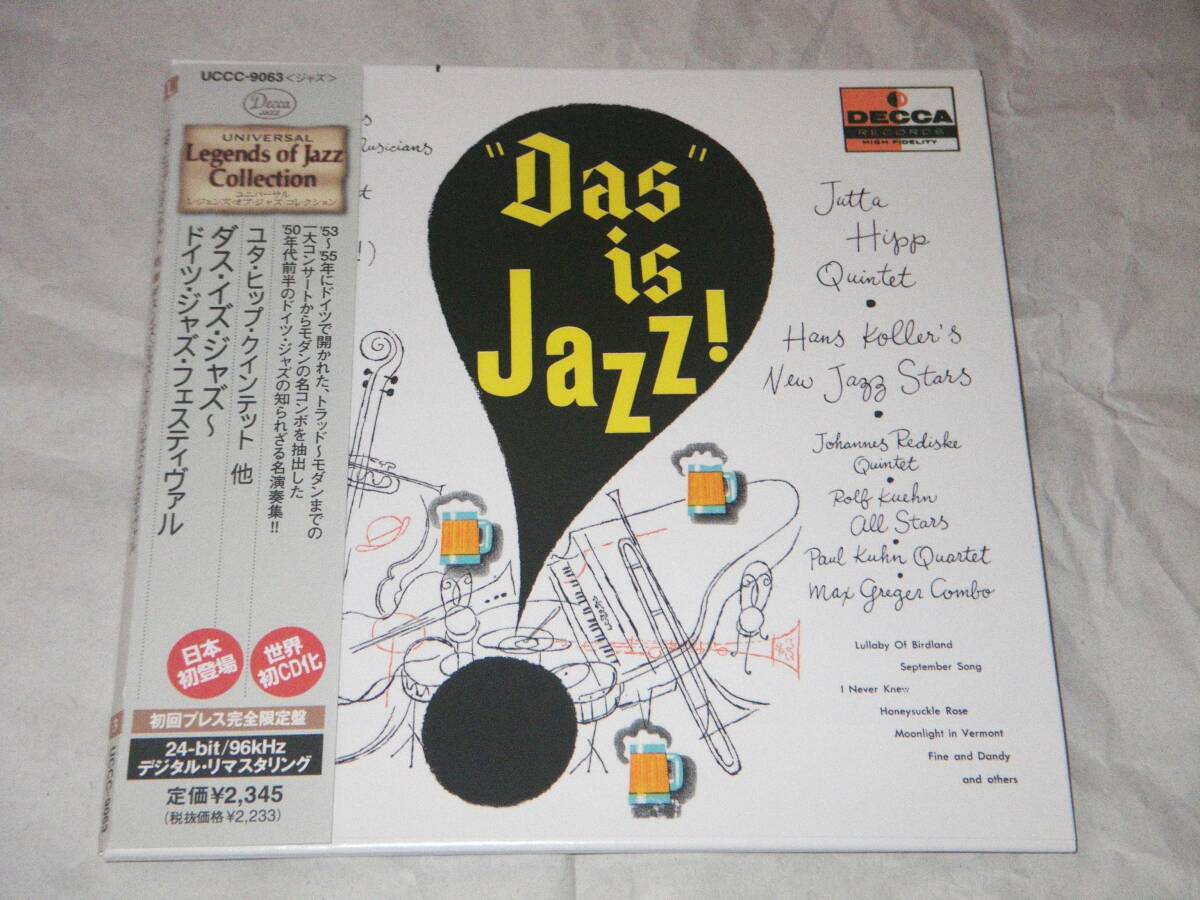 UCCC-9063<ジャズ>
Decca
JAZZ
UNIVERSAL
Legends of Jazz
Collection
ユニバーサル
レジェンズ・オブ・ジャズ・コレクション
'53〜'55年にドイツで開かれた、トラッド〜モダンまでの
一大コンサートからモダンの名コンボを抽出した
'50年代前半のドイツ・ジャズの知られざる名演奏集!!
ユタ・ヒップ・クインテット 他
ダス・イズ・ジャズ〜
ドイツ・ジャズ・フェスティヴァル
日本
初登場
世界
初CD化
初回プレス完全限定盤
24-bit/96kHz
デジタル・リマスタリング
定価¥2,345
(税抜価格¥2,233)
UCCC-9063
Musicians
"Das"
is
Jazz!
DECCA
RECORDS
HIGH FIDELITY
Jutta
Hipp
Quintet
Hans Koller's
New Jazz Stars
Johannes Rediske
Quintet
Rolf Kuehn
All Stars
Paul Kuhn Quartet
Max Greger Combo
Lullaby Of Birdland
September Song
I Never Knew
Honeysuckle Rose
Moonlight in Vermont
Fine and Dandy
and others